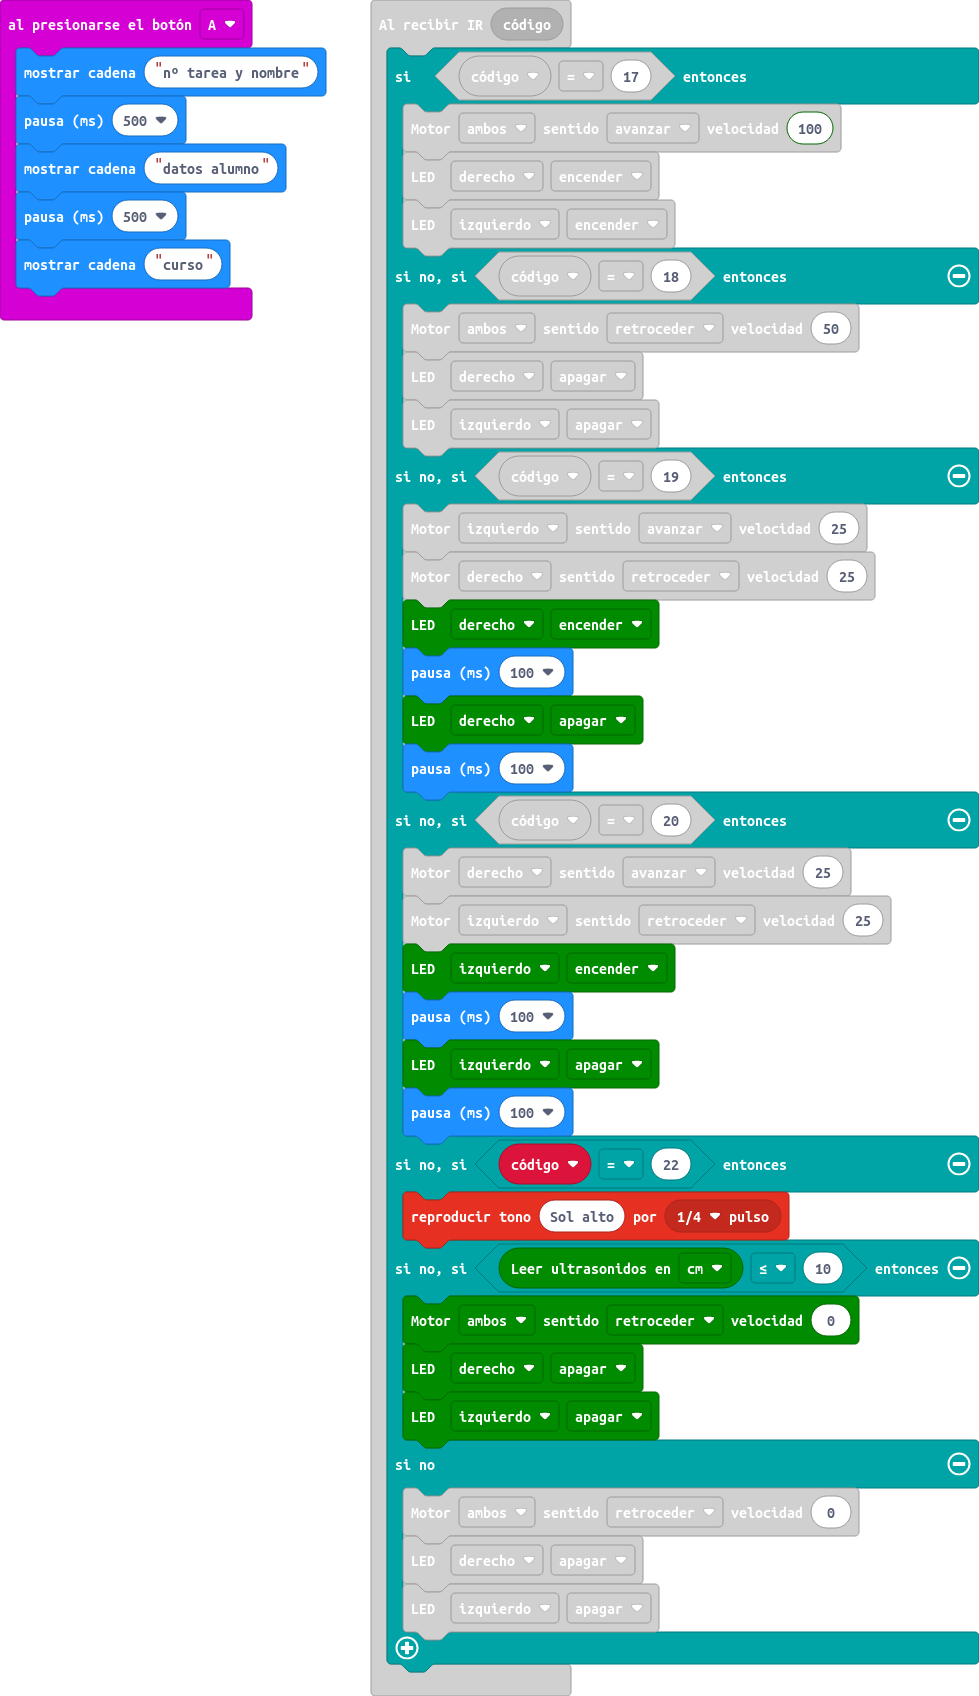 al presionarse el botón A
mostrar cadena "nº tarea y nombre"
pausa (ms) 500
mostrar cadena "datos alumno"
pausa (ms) 500
mostrar cadena "curso"
Al recibir IR código
si código = 17 entonces
Motor ambos sentido avanzar velocidad 100
LED derecho encender
LED izquierdo encender
si no, si código = 18 entonces
Motor ambos sentido retroceder velocidad 50
LED derecho apagar
LED izquierdo apagar
si no, si código = 19 entonces
Motor izquierdo sentido avanzar velocidad 25
Motor derecho sentido retroceder velocidad 25
LED derecho encender
pausa (ms) 100
LED derecho apagar
pausa (ms) 100
si no, si código = 20 entonces
Motor derecho sentido avanzar velocidad 25
Motor izquierdo sentido retroceder velocidad 25
LED izquierdo encender
pausa (ms) 100
LED izquierdo apagar
pausa (ms) 100
si no, si código = 22 entonces
reproducir tono Sol alto por 1/4 pulso
si no, si Leer ultrasonidos en cm ≤ 10 entonces
Motor ambos sentido retroceder velocidad 0
LED derecho apagar
LED izquierdo apagar
si no
Motor ambos sentido retroceder velocidad 0
LED derecho apagar
LED izquierdo apagar